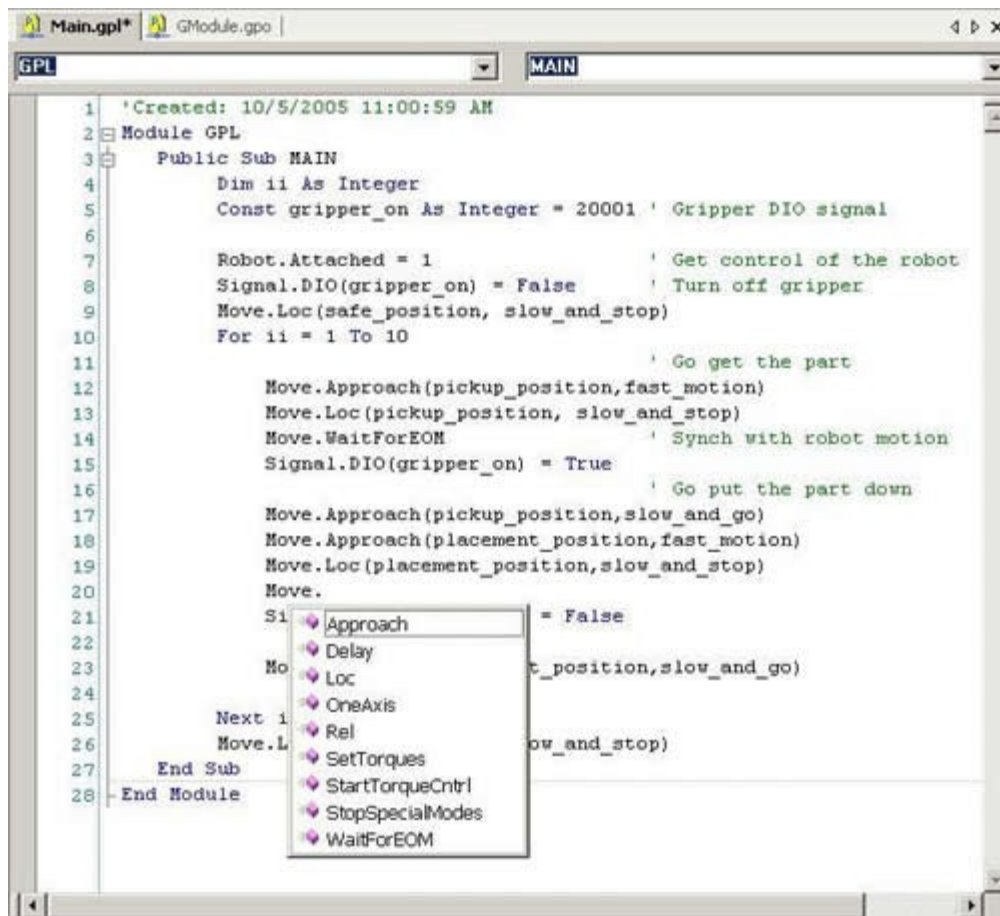 Main.gpl* GModule.gpo
GPL MAIN
1 'Created: 10/5/2005 11:00:59 AM
2 Module GPL
3 Public Sub MAIN
4 Dim ii As Integer
5 Const gripper_on As Integer = 20001 ' Gripper DIO signal
6
7 Robot.Attached = 1 ' Get control of the robot
8 Signal.DIO(gripper_on) = False ' Turn off gripper
9 Move.Loc(safe_position, slow_and_stop)
10 For ii = 1 To 10
11 ' Go get the part
12 Move.Approach(pickup_position,fast_motion)
13 Move.Loc(pickup_position, slow_and_stop)
14 Move.WaitForEOM ' Synch with robot motion
15 Signal.DIO(gripper_on) = True
16 ' Go put the part down
17 Move.Approach(pickup_position,slow_and_go)
18 Move.Approach(placement_position,fast_motion)
19 Move.Loc(placement_position,slow_and_stop)
20 Move.
21 Si = False
Approach
22
Delay
23 Mo t_position,slow_and_go)
Loc
24
OneAxis
25 Next i
Rel
26 Move.L ow_and_stop)
SetTorques
27 End Sub
StartTorqueCntrl
28 End Module
StopSpecialModes
WaitForEOM